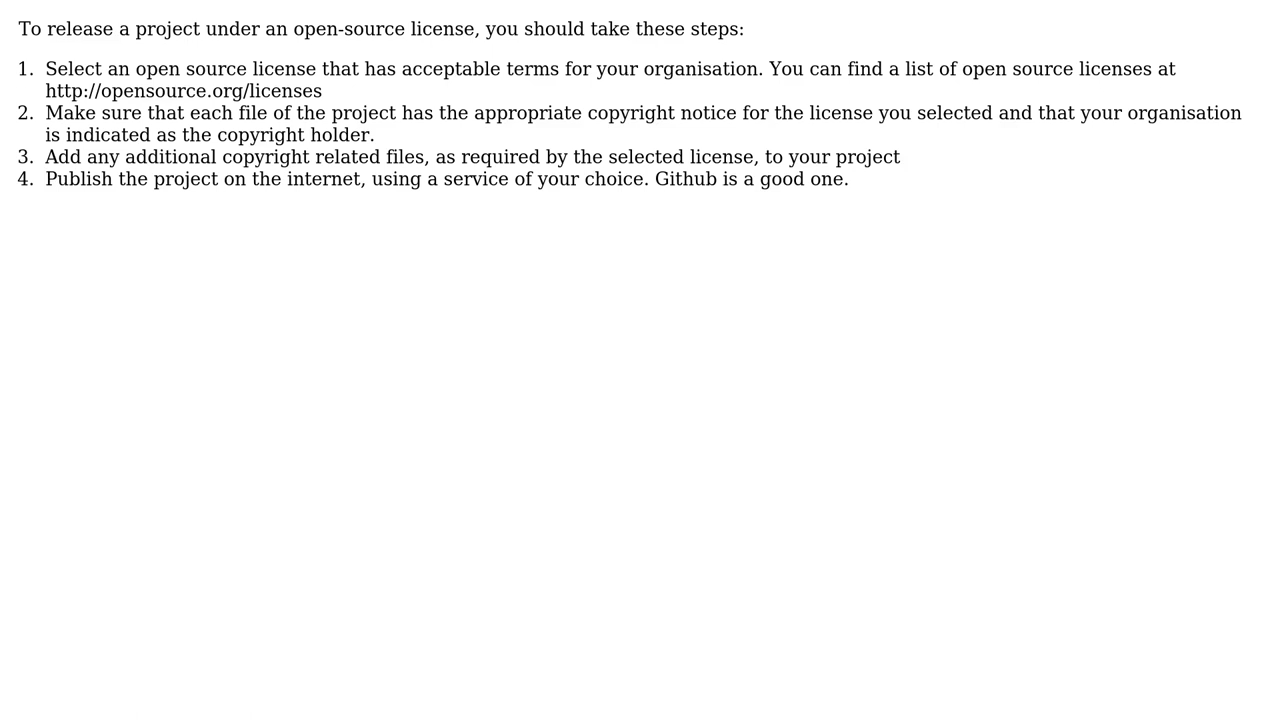 To release a project under an open-source license, you should take these steps:
1. Select an open source license that has acceptable terms for your organisation. You can find a list of open source licenses at
http://opensource.org/licenses
2. Make sure that each file of the project has the appropriate copyright notice for the license you selected and that your organisation
is indicated as the copyright holder.
3. Add any additional copyright related files, as required by the selected license, to your project
4. Publish the project on the internet, using a service of your choice. Github is a good one.